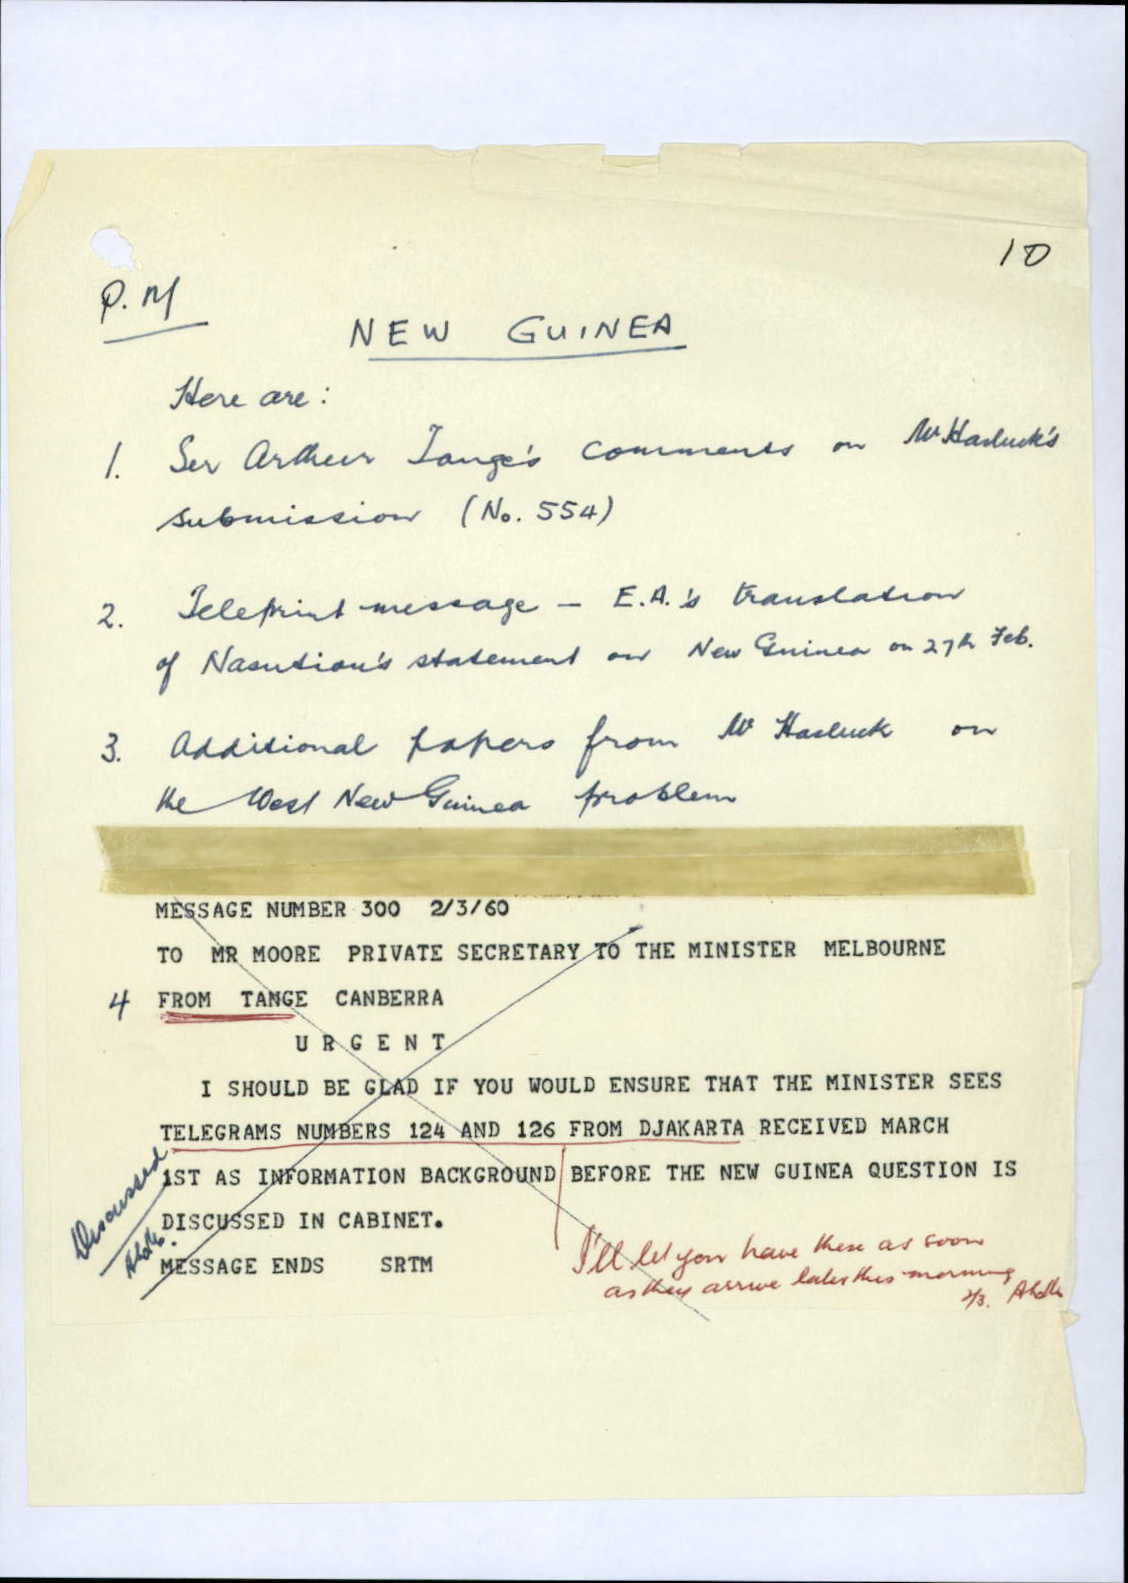 10
P.M
NEW GUINEA
Here are:
1. Sir Arthur Tange's comments on Mr Hasluck's
submission (No. 554)
2. Teleprint message - E.A.'s translation
of Nasution's statement on New Guinea on 27th Feb.
3. Additional papers from Mr Hasluck on
the West New Guinea problem
MESSAGE NUMBER 300 2/3/60
TO MR MOORE PRIVATE SECRETARY TO THE MINISTER MELBOURNE
4 FROM TANGE CANBERRA
U R G E N T
I SHOULD BE GLAD IF YOU WOULD ENSURE THAT THE MINISTER SEES
TELEGRAMS NUMBERS 124 AND 126 FROM DJAKARTA RECEIVED MARCH
1ST AS INFORMATION BACKGROUND BEFORE THE NEW GUINEA QUESTION IS
DISCUSSED IN CABINET.
MESSAGE ENDS SRTM
Discussed
I'll let you have these as soon
as they arrive later this morning
2/3.